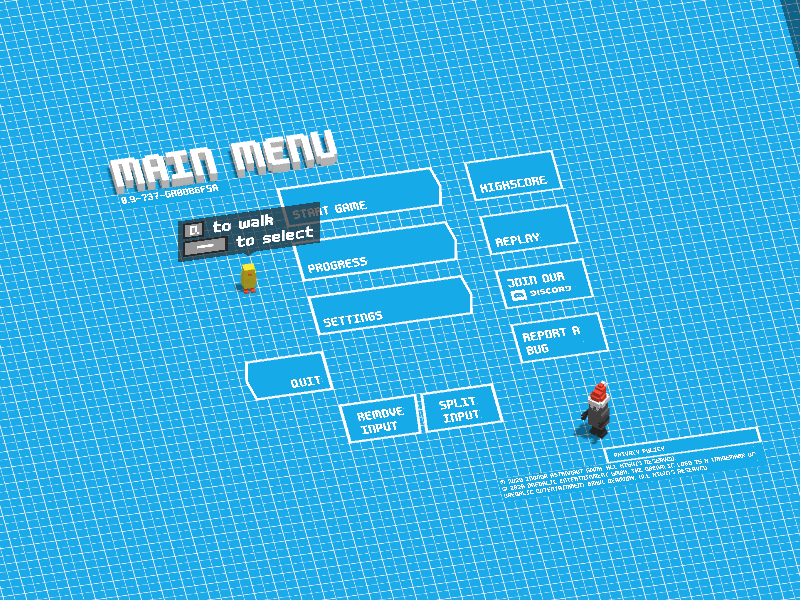 MAIN MENU
to walk
to select
START GAME
PROGRESS
SETTINGS
QUIT
REMOVE
INPUT
SPLIT
INPUT
HIGHSCORE
REPLAY
JOIN OUR
DISCORD
REPORT A
BUG
PRIVACY POLICY